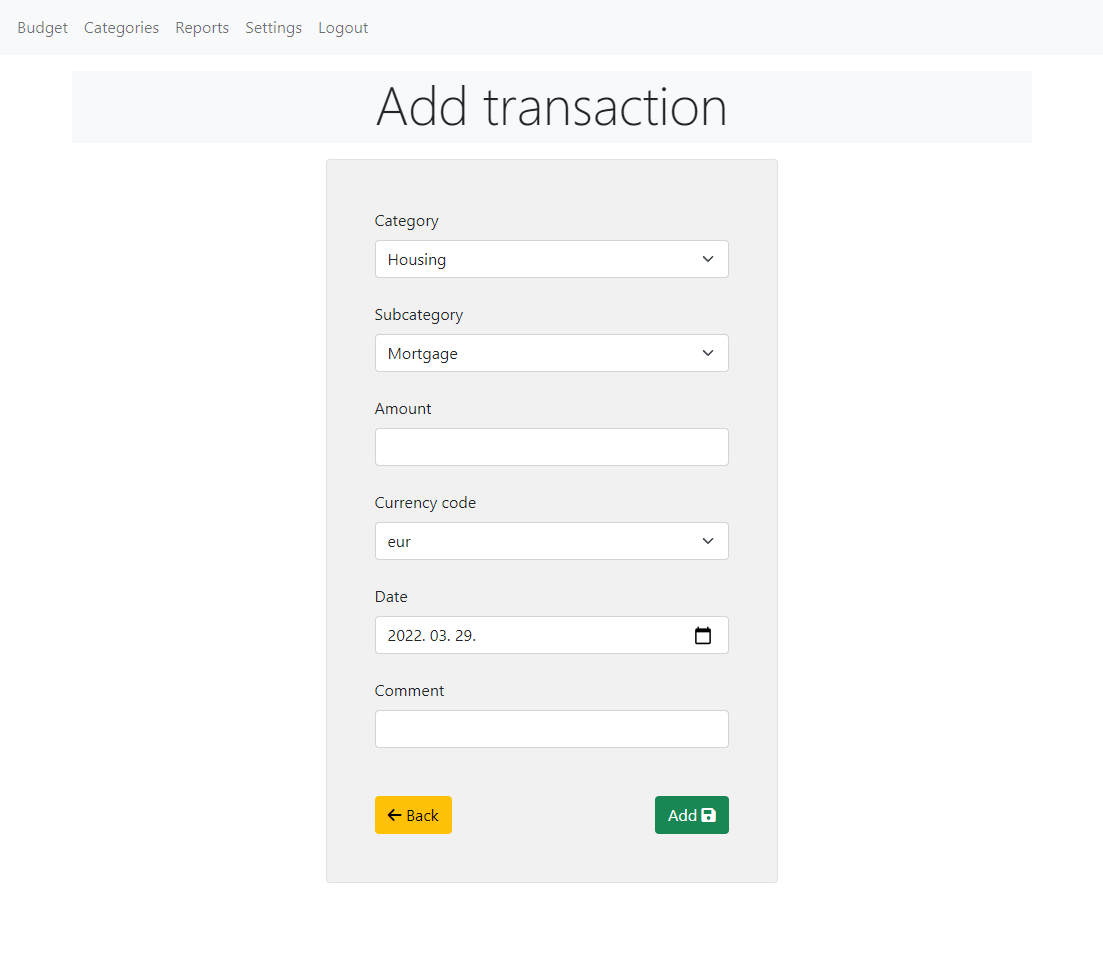 Budget Categories Reports Settings Logout
Add transaction
Category
Housing
Subcategory
Mortgage
Amount
Currency code
eur
Date
2022. 03. 29.
Comment
Back Add